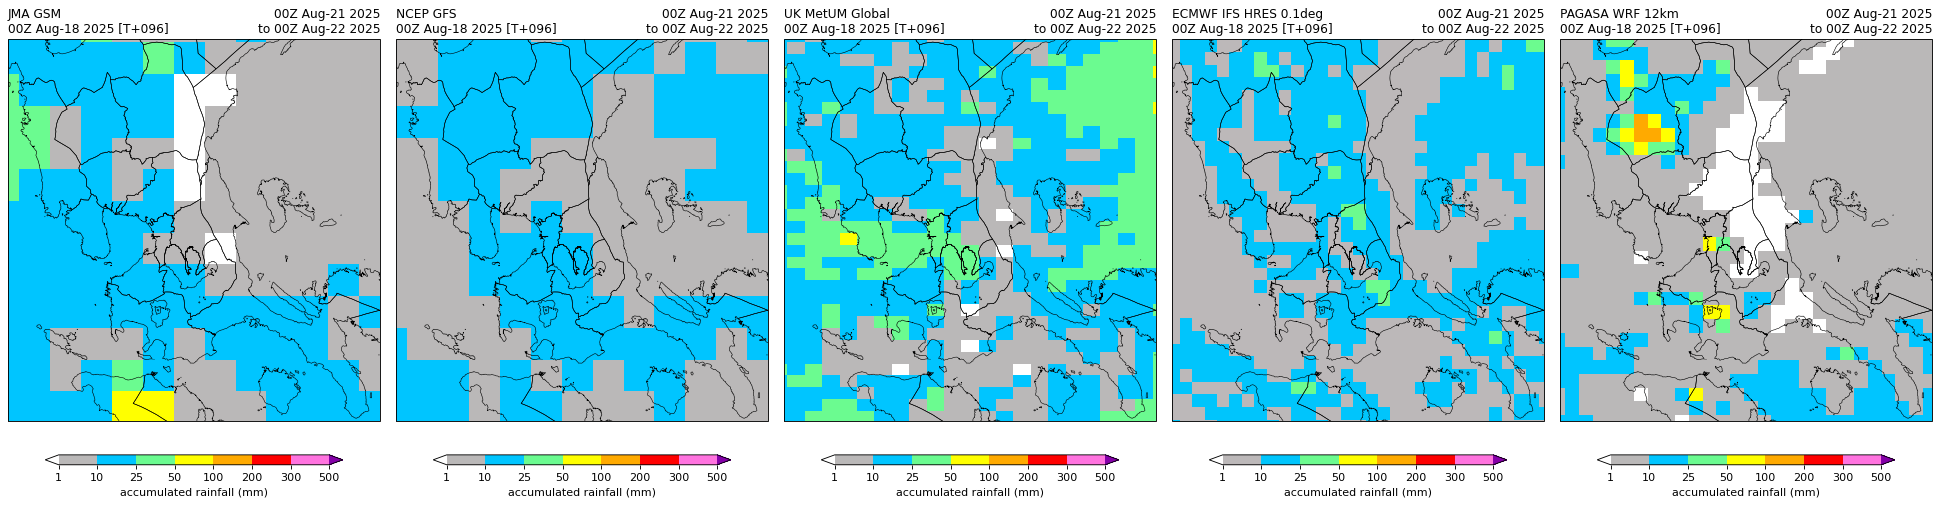 JMA GSM
00Z Aug-21 2025
00Z Aug-18 2025 [T+096]
to 00Z Aug-22 2025
NCEP GFS
00Z Aug-21 2025
00Z Aug-18 2025 [T+096]
to 00Z Aug-22 2025
UK MetUM Global
00Z Aug-21 2025
00Z Aug-18 2025 [T+096]
to 00Z Aug-22 2025
ECMWF IFS HRES 0.1deg
00Z Aug-21 2025
00Z Aug-18 2025 [T+096]
to 00Z Aug-22 2025
PAGASA WRF 12km
00Z Aug-21 2025
00Z Aug-18 2025 [T+096]
to 00Z Aug-22 2025
1 10 25 50 100 200 300 500
accumulated rainfall (mm)
1 10 25 50 100 200 300 500
accumulated rainfall (mm)
1 10 25 50 100 200 300 500
accumulated rainfall (mm)
1 10 25 50 100 200 300 500
accumulated rainfall (mm)
1 10 25 50 100 200 300 500
accumulated rainfall (mm)